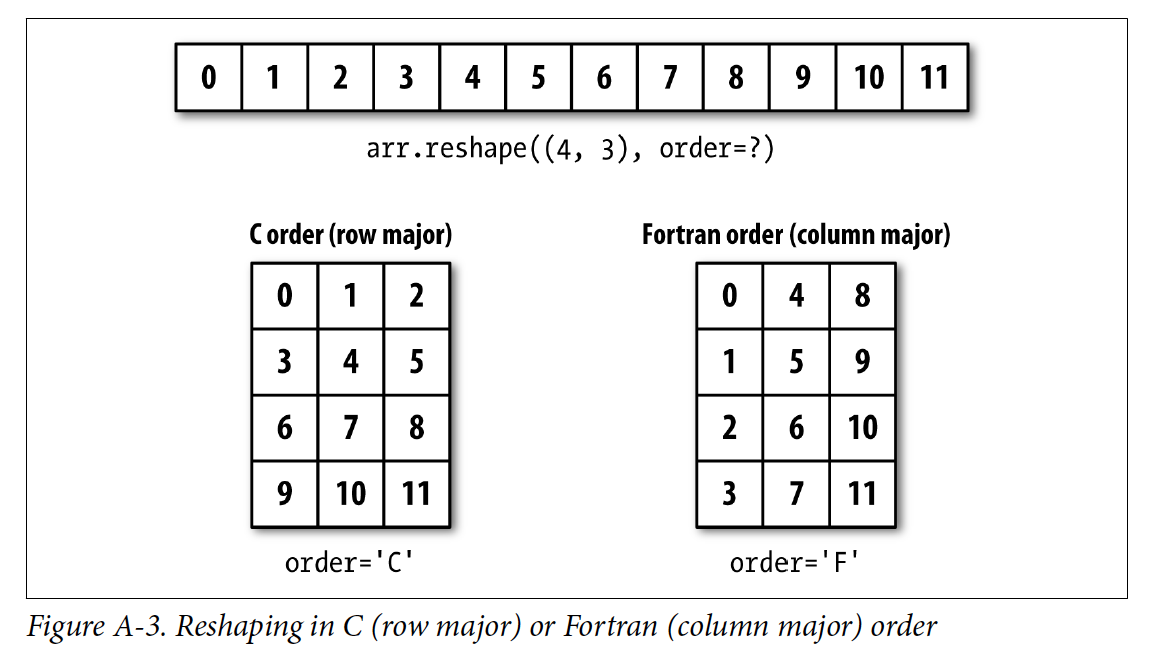 0 1 2 3 4 5 6 7 8 9 10 11
arr.reshape((4, 3), order=?)
C order (row major)
0 1 2
3 4 5
6 7 8
9 10 11
order='C'
Fortran order (column major)
0 4 8
1 5 9
2 6 10
3 7 11
order='F'
Figure A-3. Reshaping in C (row major) or Fortran (column major) order